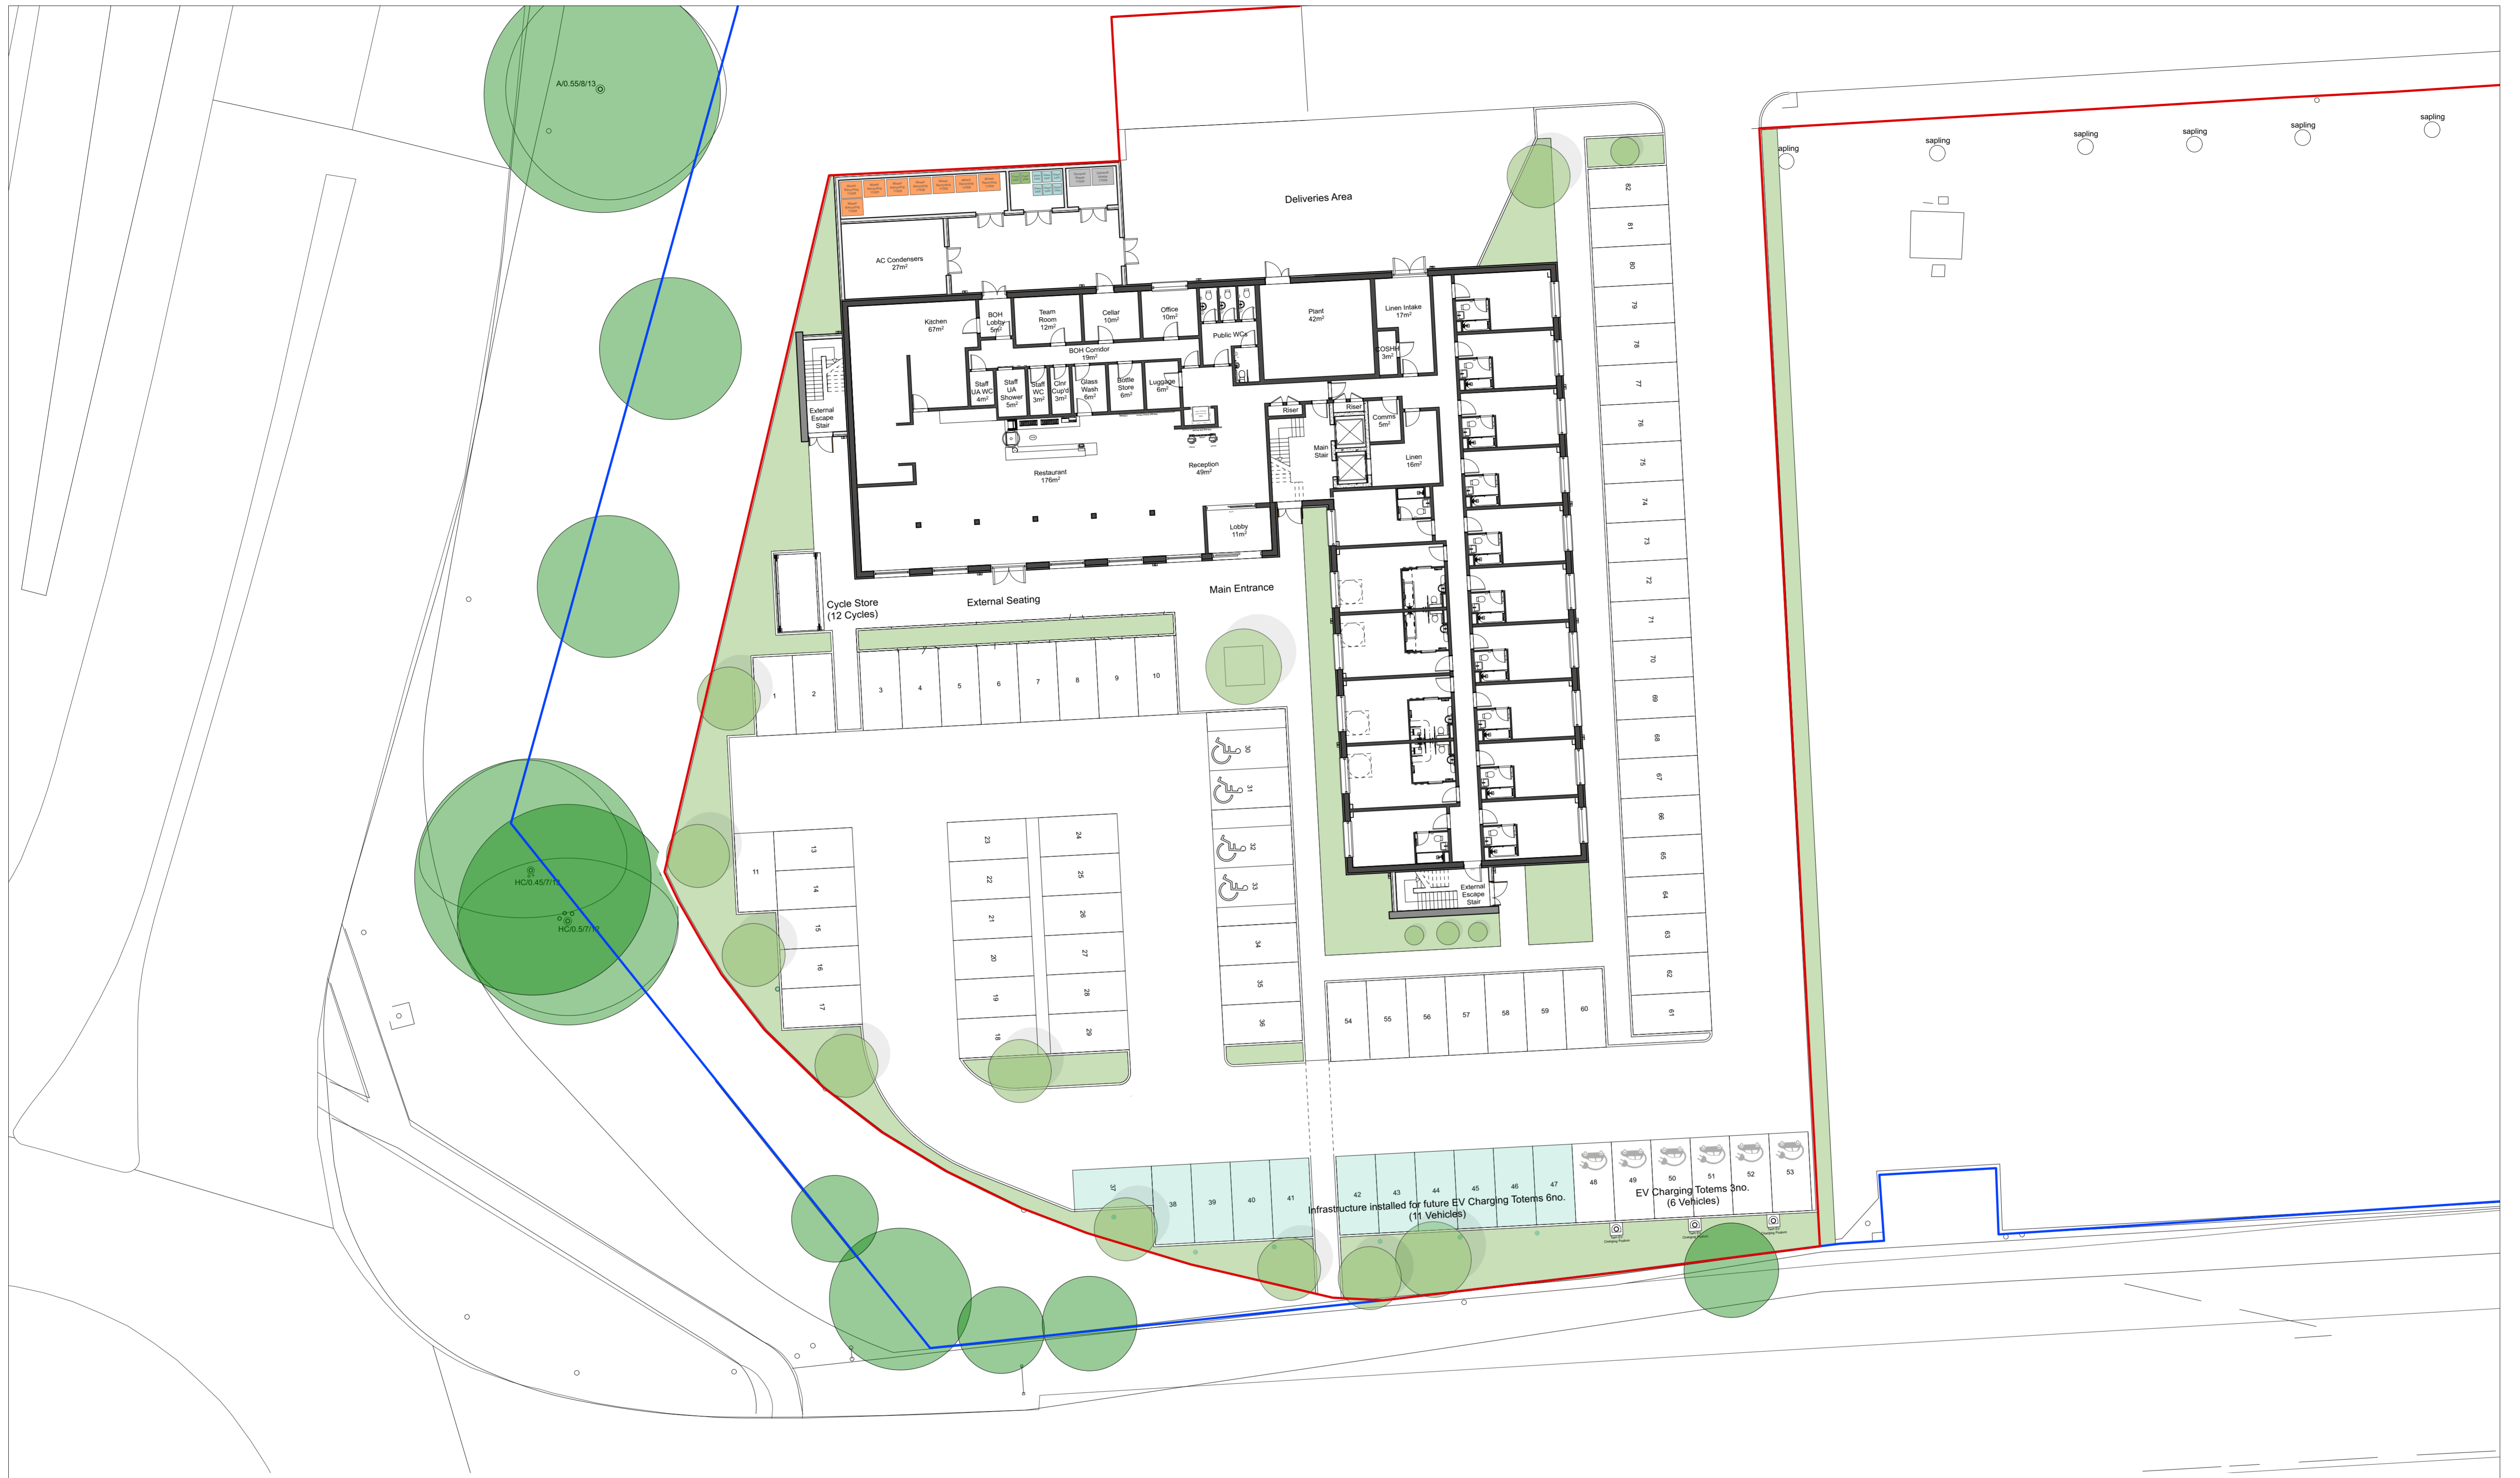 A/0.55/8/13
sapling
sapling
sapling
sapling
sapling
apling
Deliveries Area
AC Condensers
27m²
Kitchen
67m²
BOH
Lobby
5m²
Team
Room
12m²
Cellar
10m²
Office
10m²
Public WCs
Plant
42m²
Linen Intake
17m²
COSHH
3m²
BOH Corridor
19m²
Staff
UA WC
4m²
Staff
UA
Shower
5m²
Staff
WC
3m²
Clnr
Cup'd
3m²
Glass
Wash
6m²
Bottle
Store
6m²
Luggage
6m²
External
Escape
Stair
Riser
Riser
Comms
5m²
Main
Stair
Linen
16m²
Restaurant
176m²
Reception
49m²
Lobby
11m²
Cycle Store
(12 Cycles)
External Seating
Main Entrance
1
2
3
4
5
6
7
8
9
10
11
13
14
15
16
17
18
19
20
21
22
23
24
25
26
27
28
29
30
31
32
33
34
35
36
External
Escape
Stair
54
55
56
57
58
59
60
82
81
80
79
78
77
76
75
74
73
72
71
70
69
68
67
66
65
64
63
62
61
HC/0.45/7/13
HC/0.5/7/12
37
38
39
40
41
42
43
44
45
46
47
48
49
50
51
52
53
Infrastructure installed for future EV Charging Totems 6no.
(11 Vehicles)
EV Charging Totems 3no.
(6 Vehicles)